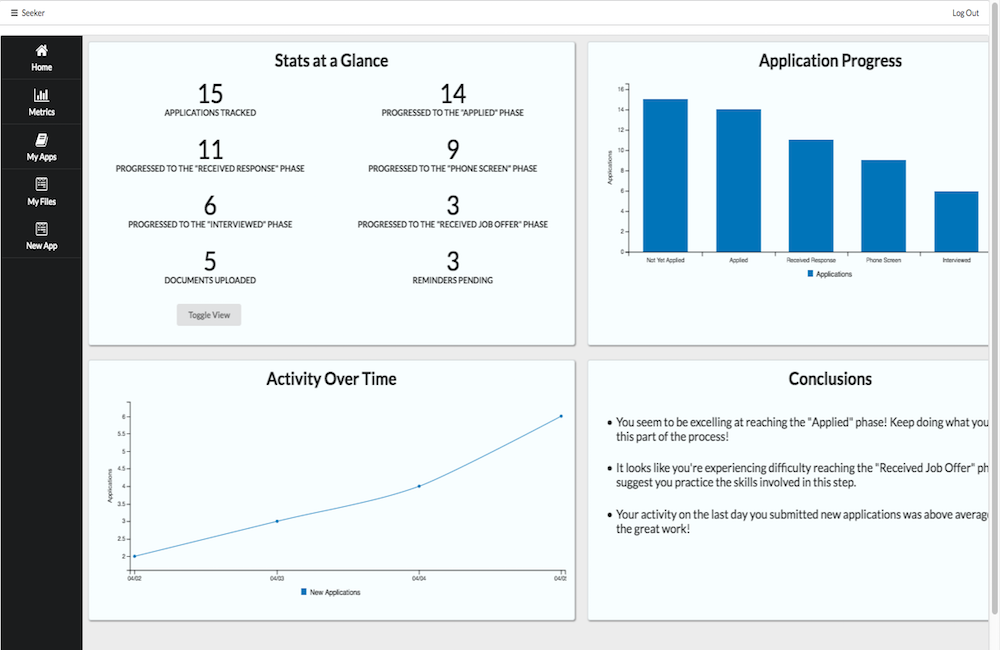 Seeker
Log Out
Home
Metrics
My Apps
My Files
New App
Stats at a Glance
15
APPLICATIONS TRACKED
14
PROGRESSED TO THE "APPLIED" PHASE
11
PROGRESSED TO THE "RECEIVED RESPONSE" PHASE
9
PROGRESSED TO THE "PHONE SCREEN" PHASE
6
PROGRESSED TO THE "INTERVIEWED" PHASE
3
PROGRESSED TO THE "RECEIVED JOB OFFER" PHASE
5
DOCUMENTS UPLOADED
3
REMINDERS PENDING
Toggle View
Application Progress
Applications
16
14
12
10
8
6
4
2
0
Not Yet Applied
Applied
Received Response
Phone Screen
Interviewed
Applications
Activity Over Time
Applications
6
5.5
5
4.5
4
3.5
3
2.5
2
04/02
04/03
04/04
New Applications
Conclusions
You seem to be excelling at reaching the "Applied" phase! Keep doing what you
this part of the process!
It looks like you're experiencing difficulty reaching the "Received Job Offer" ph
suggest you practice the skills involved in this step.
Your activity on the last day you submitted new applications was above average
the great work!